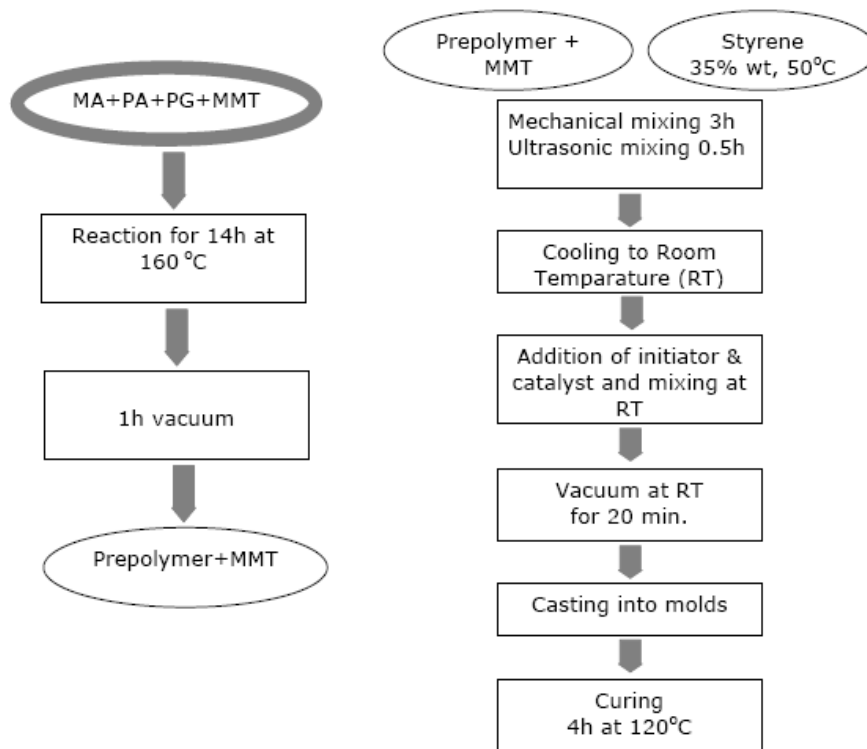 MA+PA+PG+MMT
Reaction for 14h at
160 °C
1h vacuum
Prepolymer+MMT
Prepolymer +
MMT
Styrene
35% wt, 50°C
Mechanical mixing 3h
Ultrasonic mixing 0.5h
Cooling to Room
Temparature (RT)
Addition of initiator &
catalyst and mixing at
RT
Vacuum at RT
for 20 min.
Casting into molds
Curing
4h at 120°C